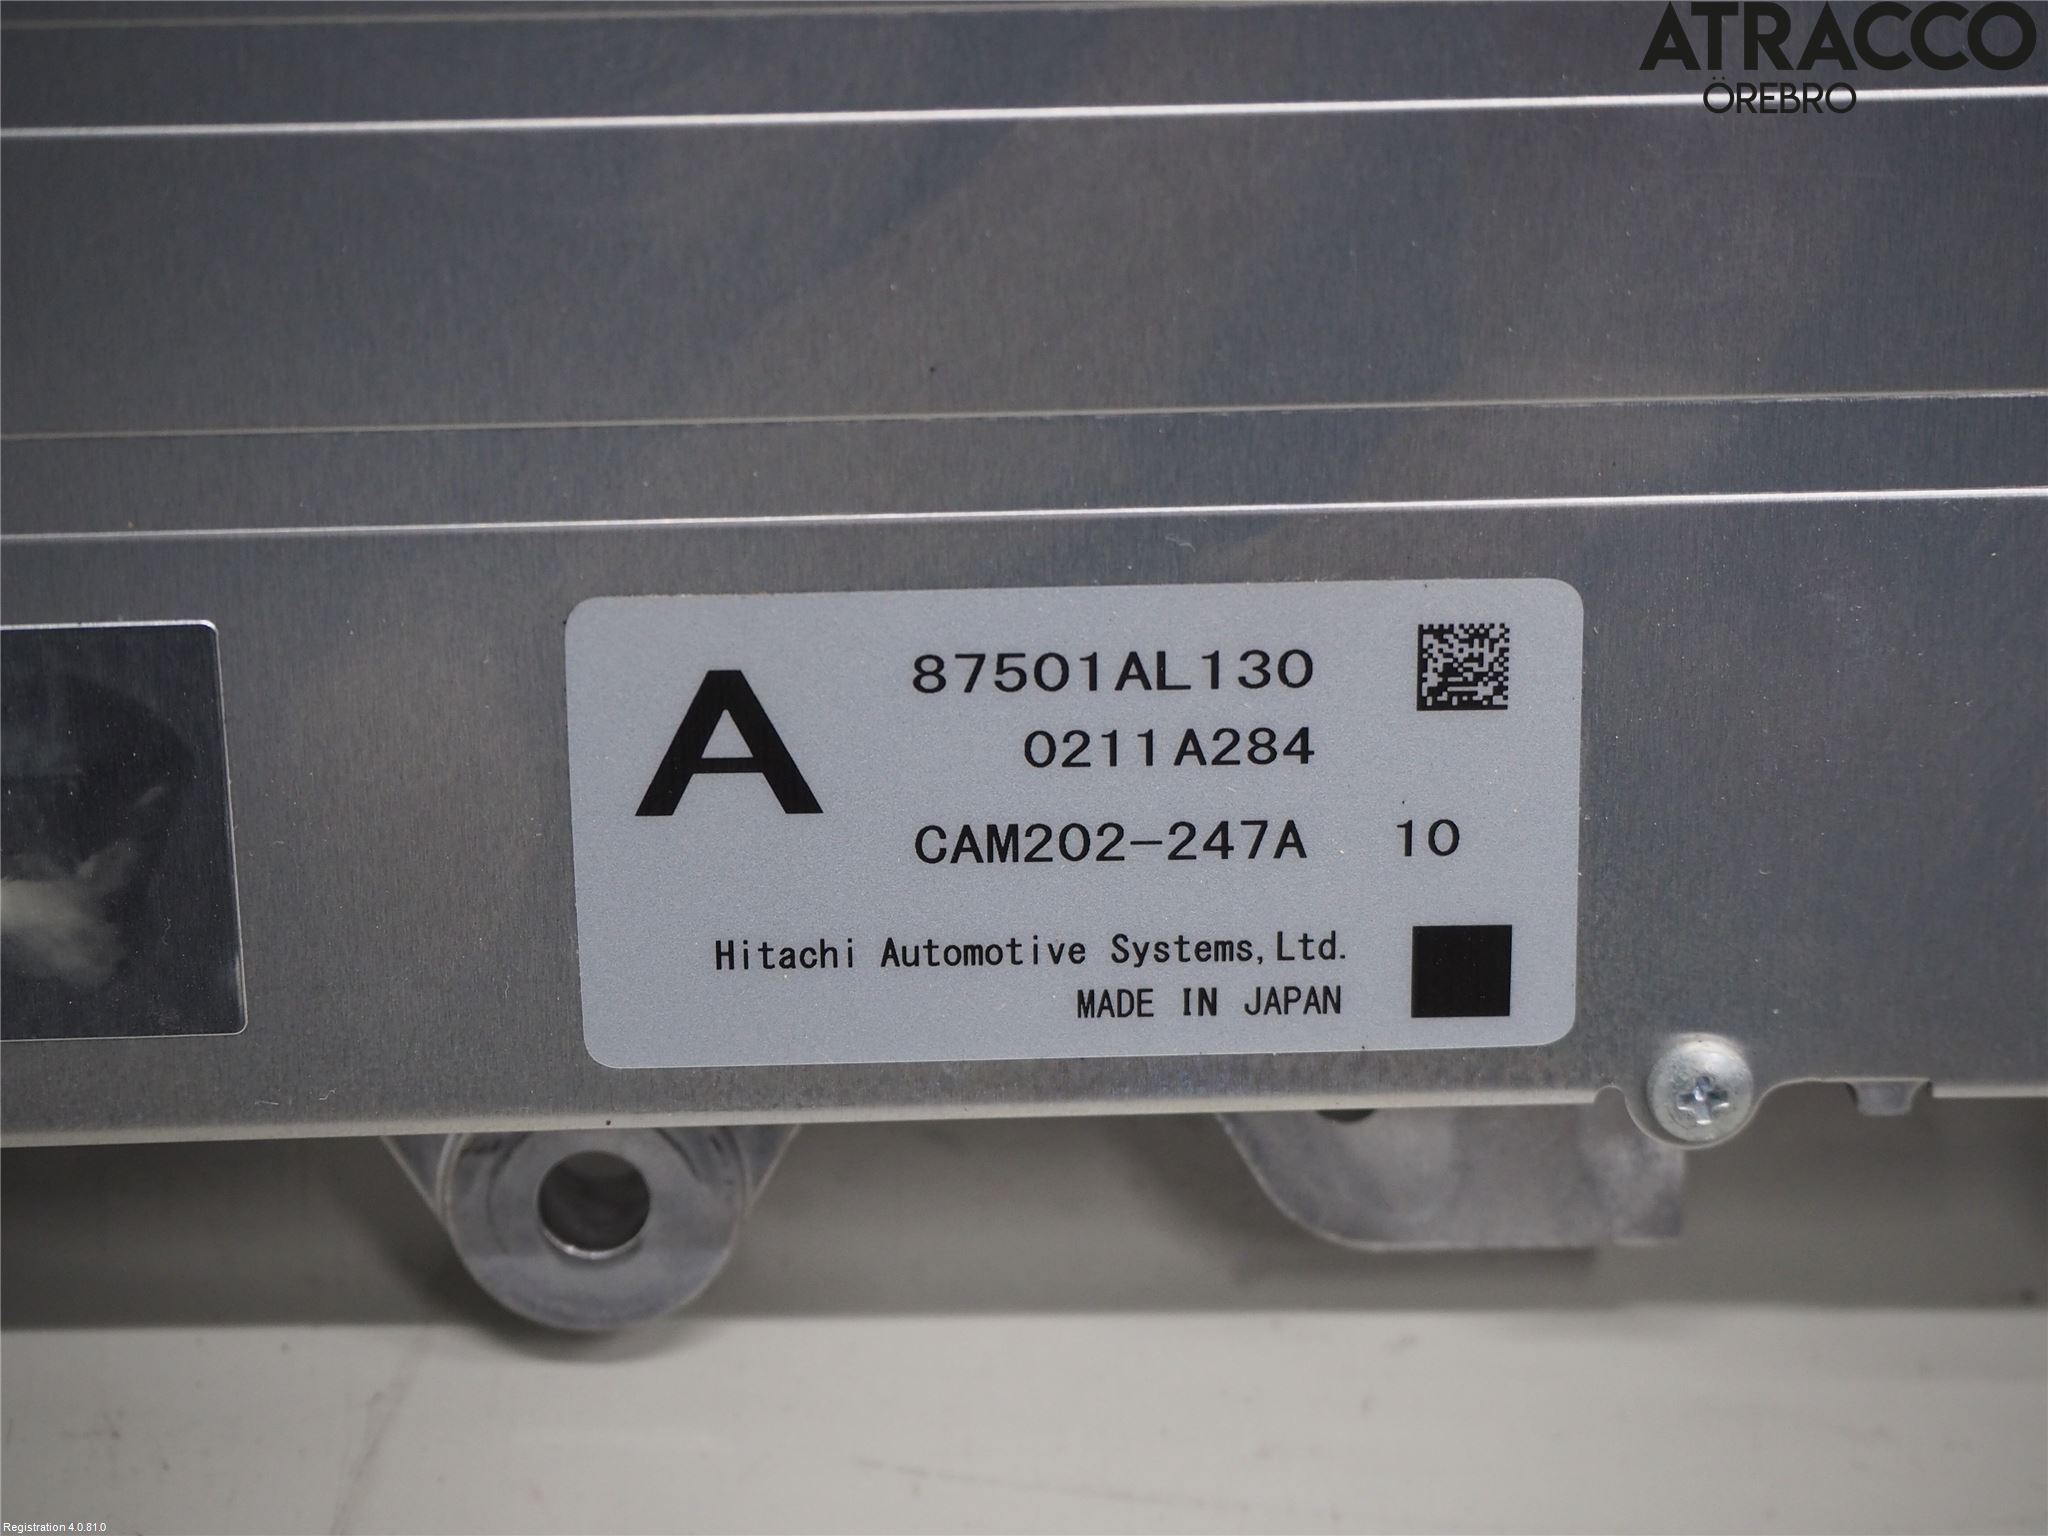 ATRACCO
ÖREBRO
A
87501AL130
0211A284
CAM202-247A 10
Hitachi Automotive Systems,Ltd.
MADE IN JAPAN
Registration 4.0.81.0